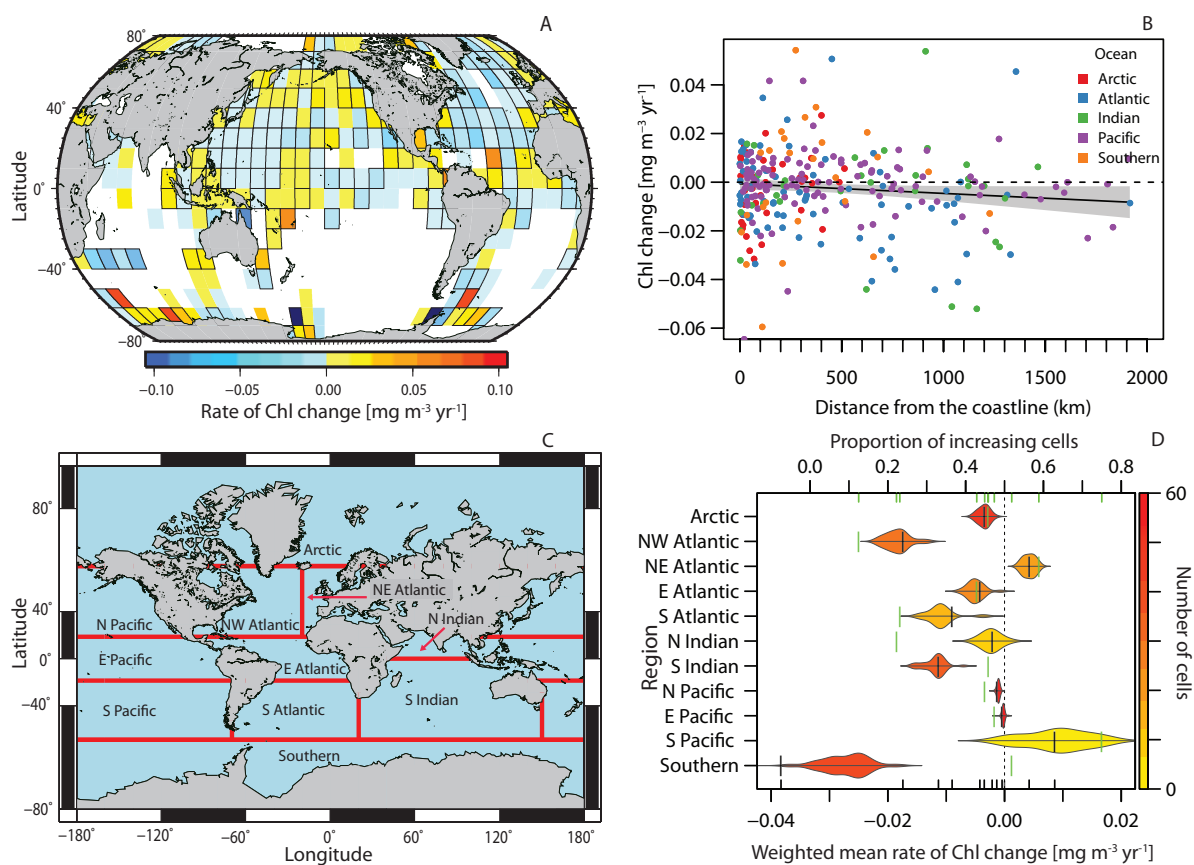 A
80˚
40˚
0˚
−40˚
−80˚
Latitude
−0.10
−0.05
0.00
0.05
0.10
Rate of Chl change [mg m⁻³ yr⁻¹]
B
Ocean
Arctic
Atlantic
Indian
Pacific
Southern
0.04
0.02
0.00
−0.02
−0.04
−0.06
Chl change [mg m⁻³ yr⁻¹]
0
500
1000
1500
2000
Distance from the coastline (km)
C
80˚
40˚
0˚
−40˚
−80˚
Latitude
Arctic
NE Atlantic
N Pacific
NW Atlantic
N Indian
E Pacific
E Atlantic
S Pacific
S Atlantic
S Indian
Southern
−180˚
−120˚
−60˚
0˚
60˚
120˚
180˚
Longitude
Proportion of increasing cells
D
0.0
0.2
0.4
0.6
0.8
Region
Arctic
NW Atlantic
NE Atlantic
E Atlantic
S Atlantic
N Indian
S Indian
N Pacific
E Pacific
S Pacific
Southern
60
Number of cells
0
−0.04
−0.02
0.00
0.02
Weighted mean rate of Chl change [mg m⁻³ yr⁻¹]